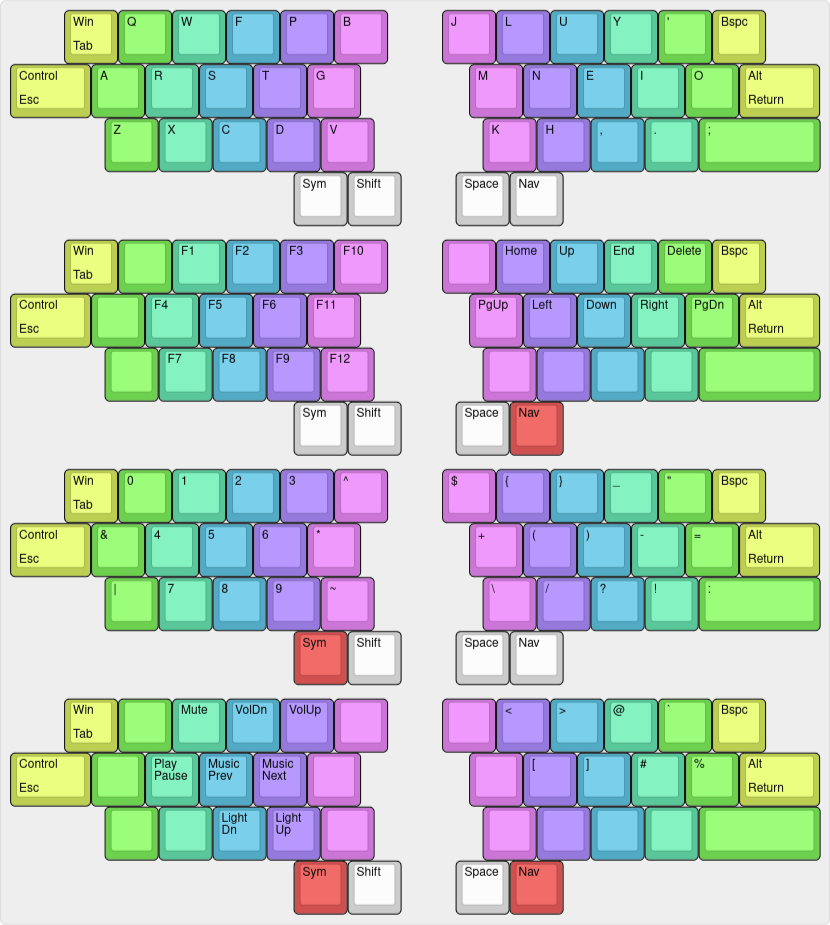 Win Q W F P B J L U Y ' Bspc
Tab
Control A R S T G M N E I O Alt
Esc Return
Z X C D V K H , . ;
Sym Shift Space Nav
Win F1 F2 F3 F10 Home Up End Delete Bspc
Tab
Control F4 F5 F6 F11 PgUp Left Down Right PgDn Alt
Esc Return
F7 F8 F9 F12
Sym Shift Space Nav
Win 0 1 2 3 ^ $ { } _ " Bspc
Tab
Control & 4 5 6 * + ( ) - = Alt
Esc Return
| 7 8 9 ~ \ / ? ! :
Sym Shift Space Nav
Win Mute VolDn VolUp < > @ ` Bspc
Tab
Control Play Music Music [ ] # % Alt
Pause Prev Next
Esc Return
Light Light
Dn Up
Sym Shift Space Nav